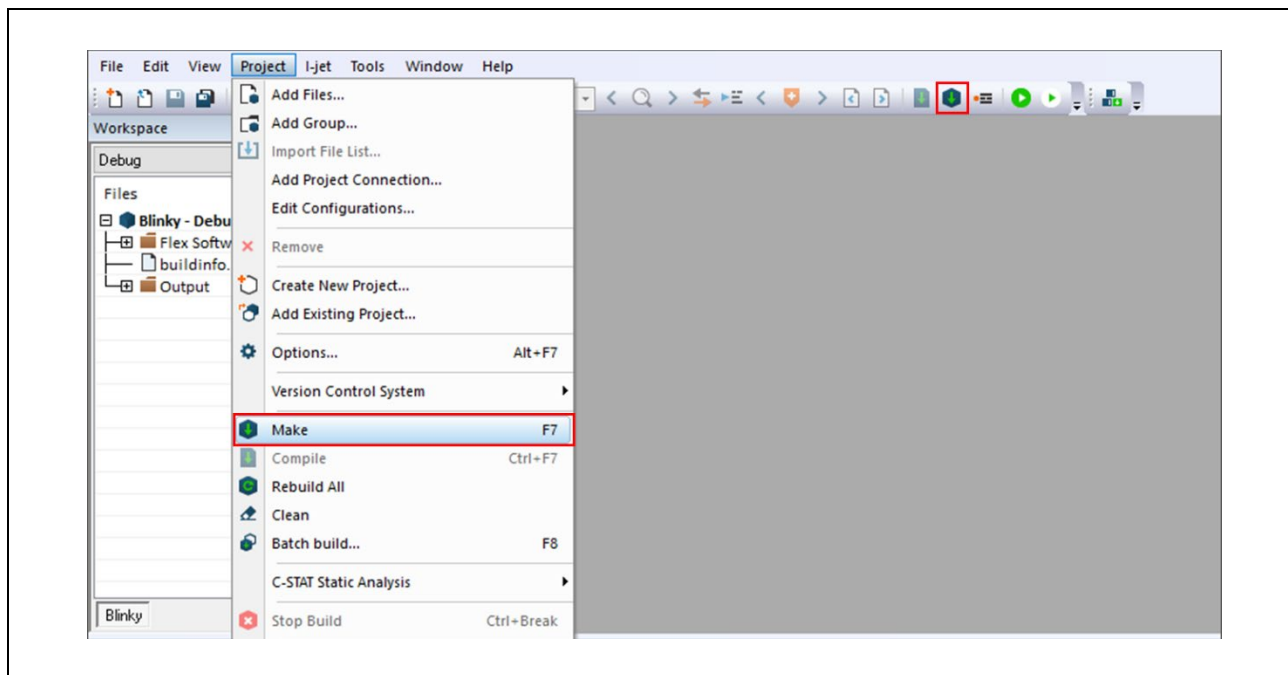 File Edit View Project I-jet Tools Window Help
Workspace
Debug
Files
Blinky - Debu
Flex Softw
buildinfo.
Output
Blinky
Add Files...
Add Group...
Import File List...
Add Project Connection...
Edit Configurations...
Remove
Create New Project...
Add Existing Project...
Options... Alt+F7
Version Control System
Make F7
Compile Ctrl+F7
Rebuild All
Clean
Batch build... F8
C-STAT Static Analysis
Stop Build Ctrl+Break